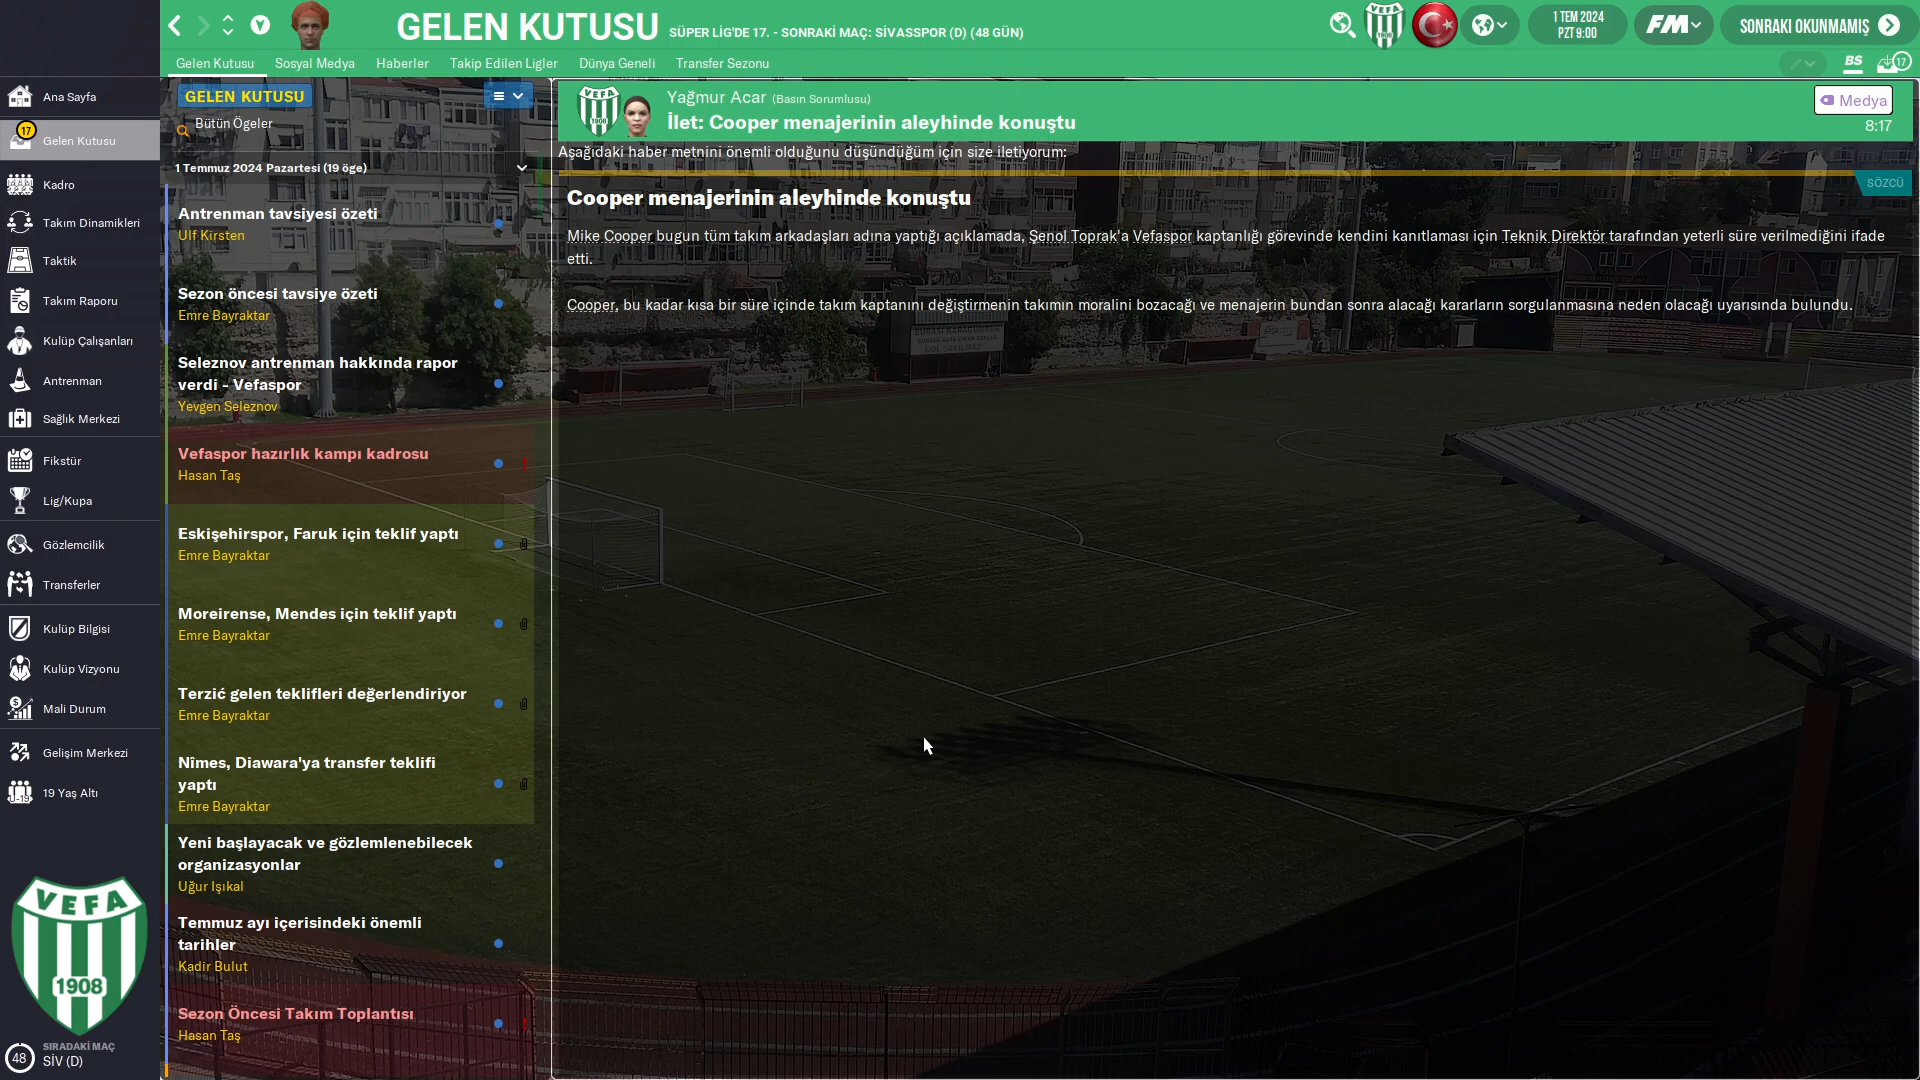 GELEN KUTUSU
SÜPER LİG'DE 17. - SONRAKİ MAÇ: SİVASSPOR (D) (48 GÜN)
VEFA
1908
1 TEM 2024
PZT 9:00
FM
SONRAKI OKUNMAMIŞ
Gelen Kutusu
Sosyal Medya
Haberler
Takip Edilen Ligler
Dünya Geneli
Transfer Sezonu
BS
17
Ana Sayfa
17
Gelen Kutusu
Kadro
Takım Dinamikleri
Taktik
Takım Raporu
Kulüp Çalışanları
Antrenman
Sağlık Merkezi
Fikstür
Lig/Kupa
Gözlemcilik
Transferler
Kulüp Bilgisi
Kulüp Vizyonu
Mali Durum
Gelişim Merkezi
19 Yaş Altı
VEFA
1908
48
SIRADAKİ MAÇ
SİV (D)
GELEN KUTUSU
Bütün Ögeler
1 Temmuz 2024 Pazartesi (19 öge)
Antrenman tavsiyesi özeti
Ulf Kirsten
Sezon öncesi tavsiye özeti
Emre Bayraktar
Seleznov antrenman hakkında rapor
verdi - Vefaspor
Yevgen Seleznov
Vefaspor hazırlık kampı kadrosu
Hasan Taş
Eskişehirspor, Faruk için teklif yaptı
Emre Bayraktar
Moreirense, Mendes için teklif yaptı
Emre Bayraktar
Terzić gelen teklifleri değerlendiriyor
Emre Bayraktar
Nîmes, Diawara'ya transfer teklifi
yaptı
Emre Bayraktar
Yeni başlayacak ve gözlemlenebilecek
organizasyonlar
Uğur Işıkal
Temmuz ayı içerisindeki önemli
tarihler
Kadir Bulut
Sezon Öncesi Takım Toplantısı
Hasan Taş
VEFA
1908
Yağmur Acar (Basın Sorumlusu)
İlet: Cooper menajerinin aleyhinde konuştu
Medya
8:17
Aşağıdaki haber metnini önemli olduğunu düşündüğüm için size iletiyorum:
SÖZCÜ
Cooper menajerinin aleyhinde konuştu
Mike Cooper bugun tüm takım arkadaşları adına yaptığı açıklamada, Şenol Toprak'a Vefaspor kaptanlığı görevinde kendini kanıtlaması için Teknik Direktör tarafından yeterli süre verilmediğini ifade
etti.
Cooper, bu kadar kısa bir süre içinde takım kaptanını değiştirmenin takımın moralini bozacağı ve menajerin bundan sonra alacağı kararların sorgulanmasına neden olacağı uyarısında bulundu.